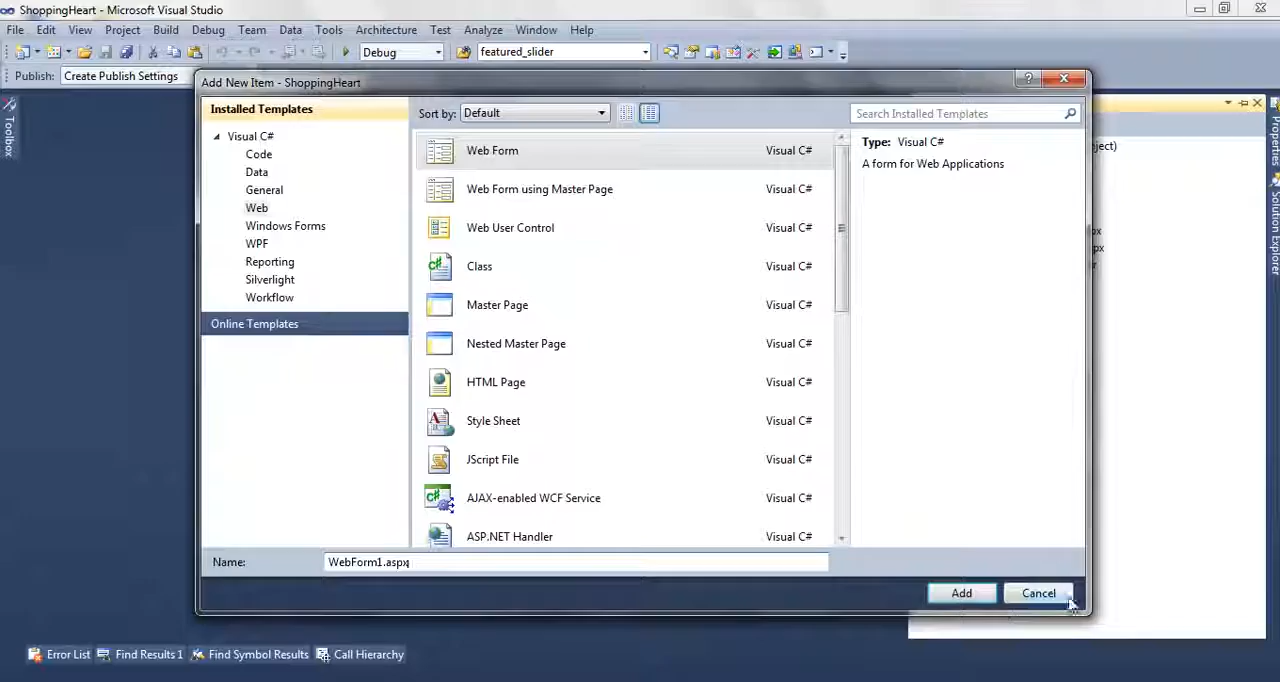 ShoppingHeart - Microsoft Visual Studio
File Edit View Project Build Debug Team Data Tools Architecture Test Analyze Window Help
Debug featured_slider
Publish: Create Publish Settings
Add New Item - ShoppingHeart
Installed Templates
Sort by: Default
Search Installed Templates
Visual C#
Code
Data
General
Web
Windows Forms
WPF
Reporting
Silverlight
Workflow
Online Templates
Web Form Visual C#
Web Form using Master Page Visual C#
Web User Control Visual C#
Class Visual C#
Master Page Visual C#
Nested Master Page Visual C#
HTML Page Visual C#
Style Sheet Visual C#
JScript File Visual C#
AJAX-enabled WCF Service Visual C#
ASP.NET Handler Visual C#
Type: Visual C#
A form for Web Applications
Name: WebForm1.aspx
Add Cancel
Toolbox
Properties
Solution Explorer
Error List Find Results 1 Find Symbol Results Call Hierarchy